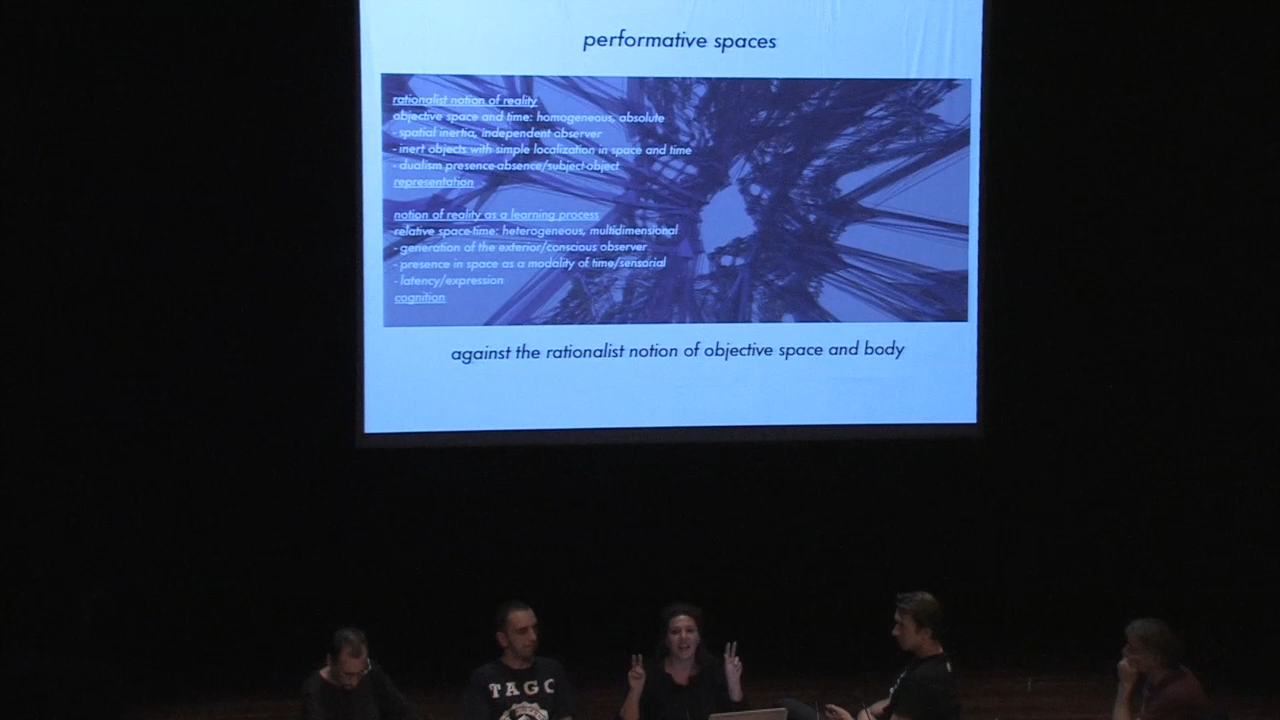 performative spaces
rationalist notion of reality
objective space and time: homogeneous, absolute
- spatial inertia, independent observer
- inert objects with simple localization in space and time
- dualism presence-absence/subject-object
representation
notion of reality as a learning process
relative space-time: heterogeneous, multidimensional
- generation of the exterior/conscious observer
- presence in space as a modality of time/sensorial
- latency/expression
cognition
against the rationalist notion of objective space and body
TAGC